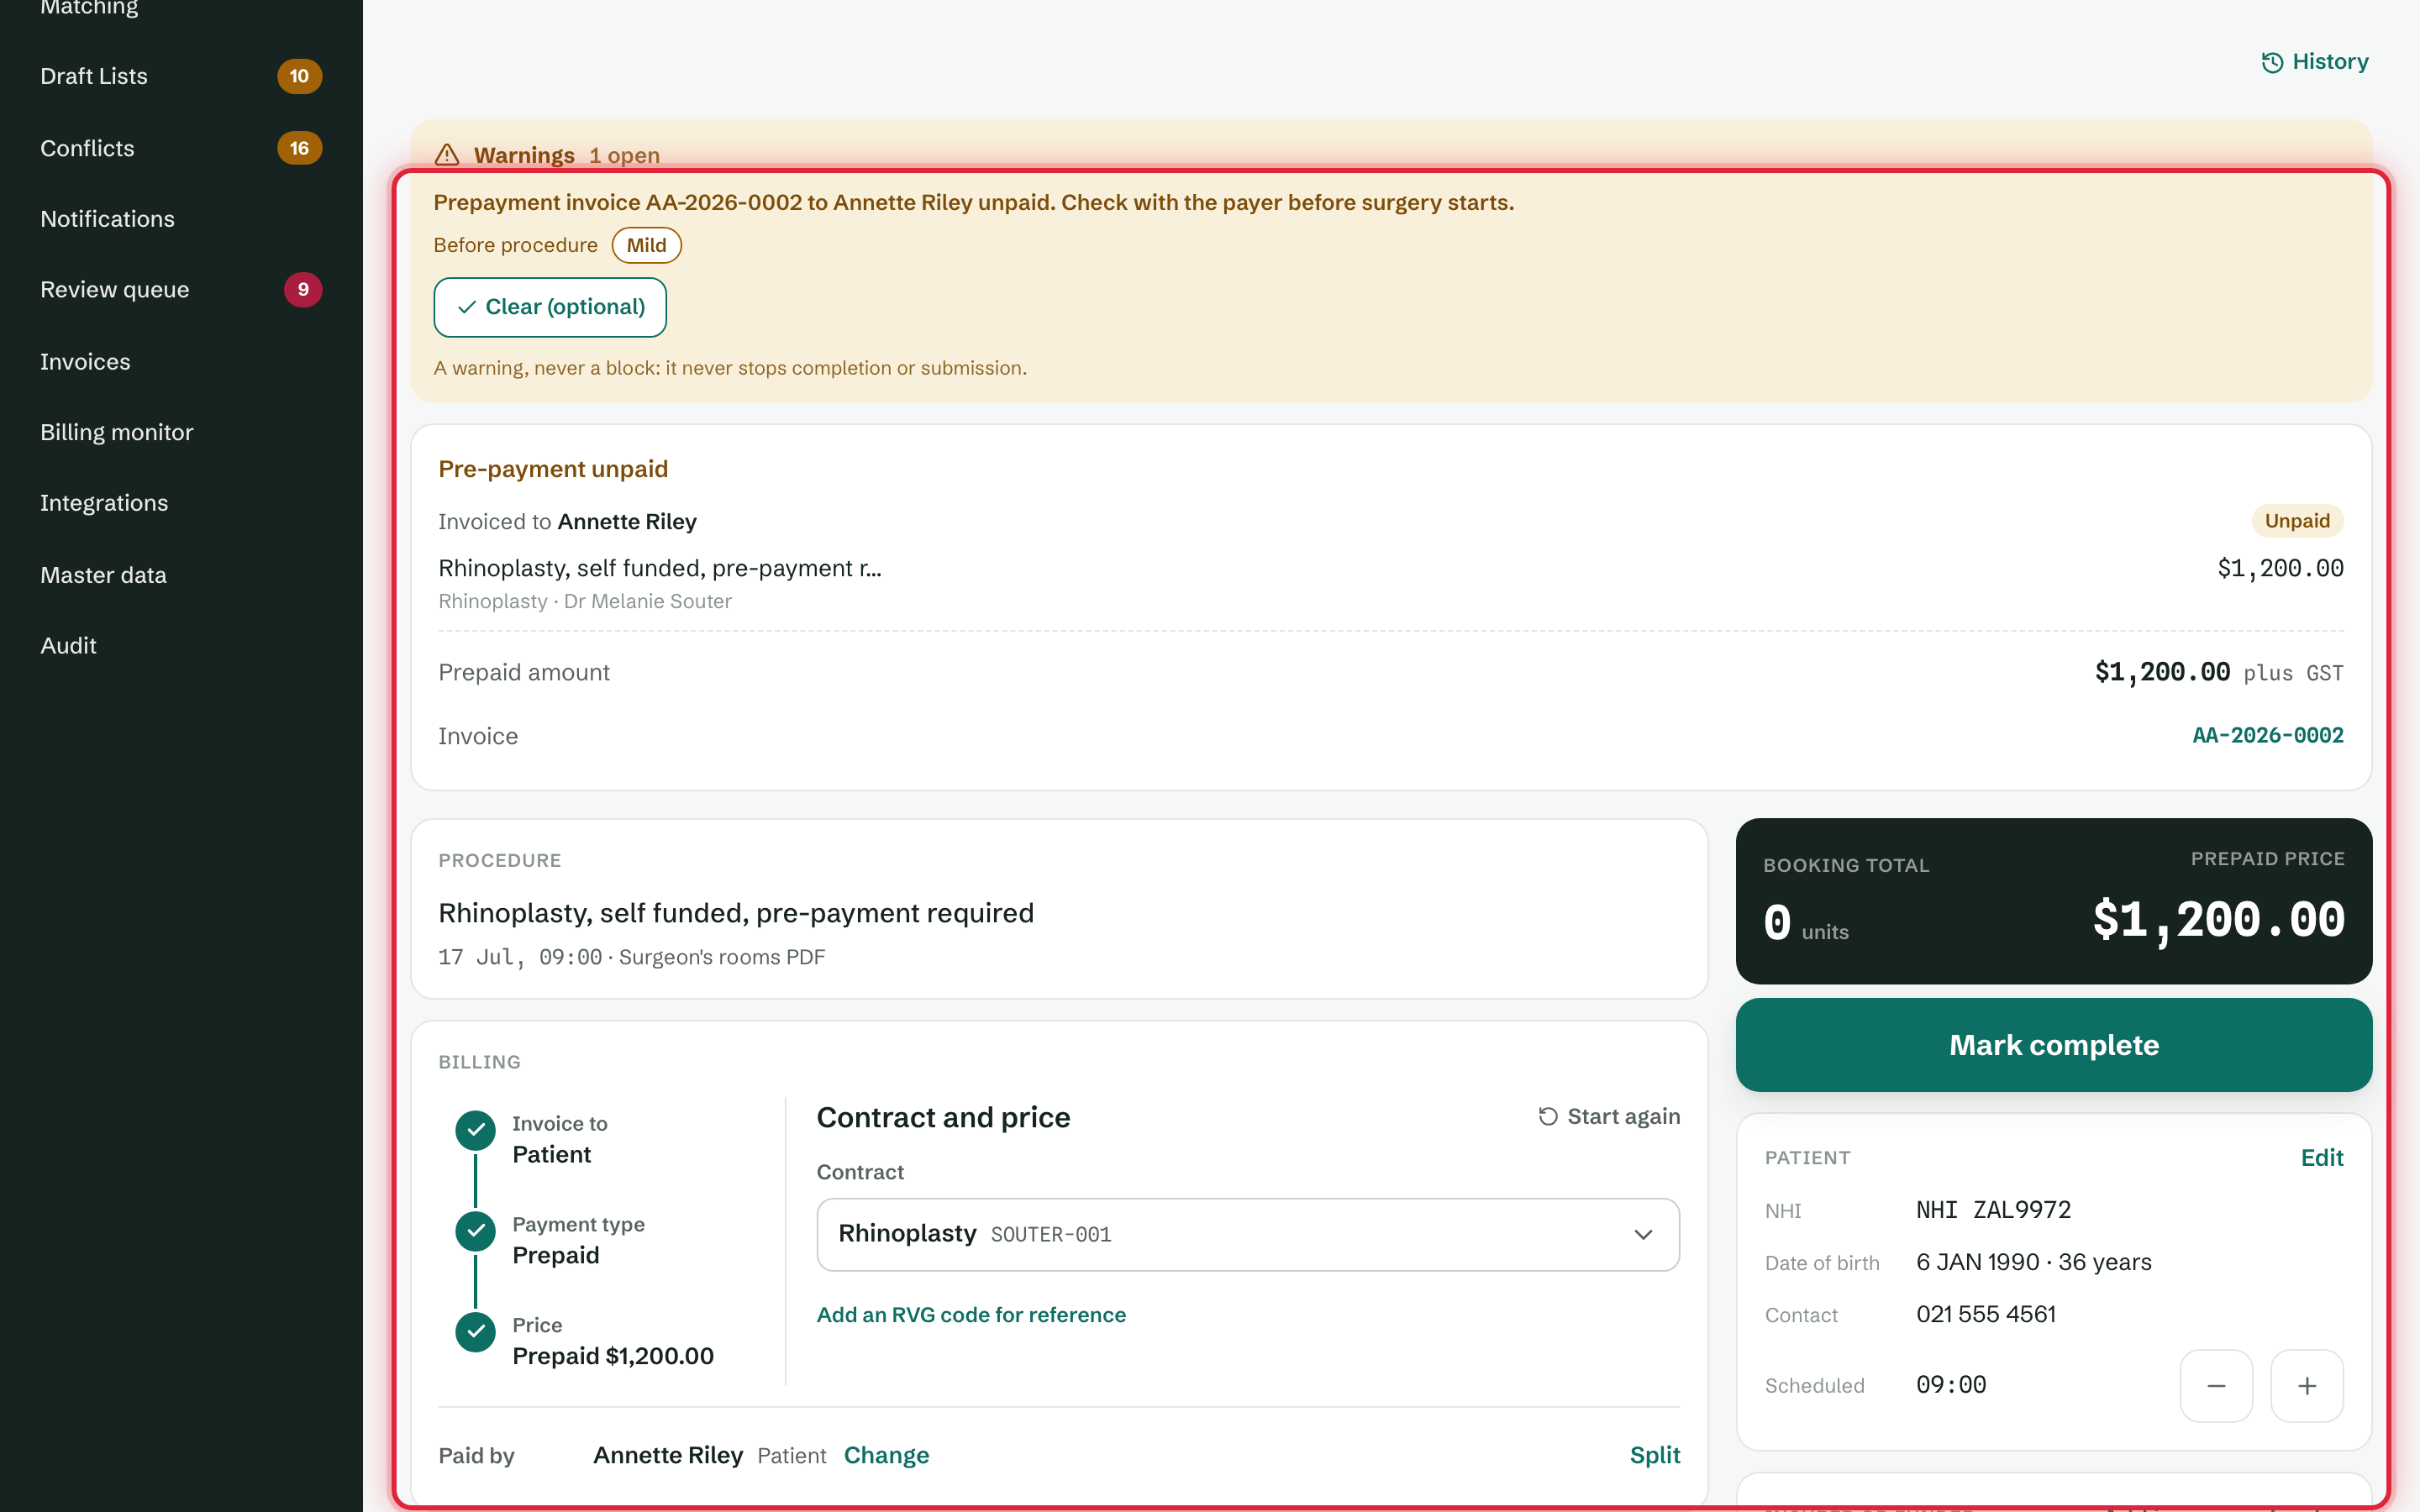 Matching
Draft Lists 10
Conflicts 16
Notifications
Review queue 9
Invoices
Billing monitor
Integrations
Master data
Audit
History
Warnings 1 open
Prepayment invoice AA-2026-0002 to Annette Riley unpaid. Check with the payer before surgery starts.
Before procedure Mild
Clear (optional)
A warning, never a block: it never stops completion or submission.
Pre-payment unpaid
Invoiced to Annette Riley Unpaid
Rhinoplasty, self funded, pre-payment r... $1,200.00
Rhinoplasty · Dr Melanie Souter
Prepaid amount $1,200.00 plus GST
Invoice AA-2026-0002
PROCEDURE
Rhinoplasty, self funded, pre-payment required
17 Jul, 09:00 · Surgeon's rooms PDF
BOOKING TOTAL PREPAID PRICE
0 units $1,200.00
Mark complete
BILLING
Invoice to
Patient
Payment type
Prepaid
Price
Prepaid $1,200.00
Contract and price Start again
Contract
Rhinoplasty SOUTER-001
Add an RVG code for reference
Paid by Annette Riley Patient Change Split
PATIENT Edit
NHI NHI ZAL9972
Date of birth 6 JAN 1990 · 36 years
Contact 021 555 4561
Scheduled 09:00 − +